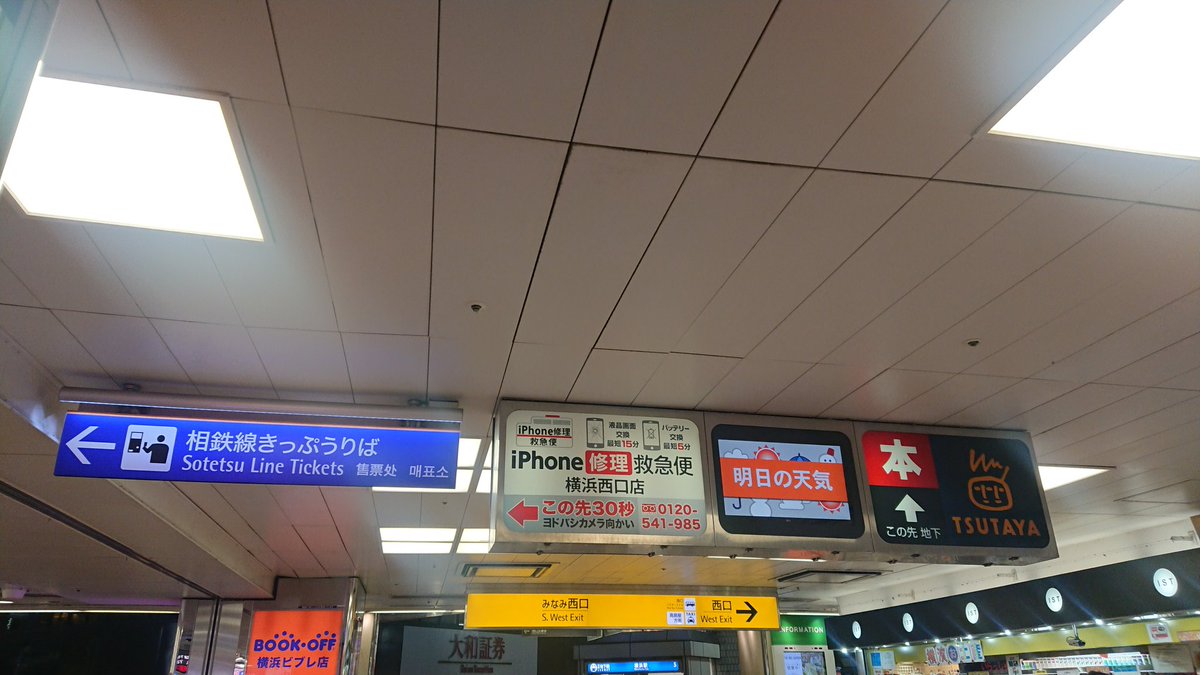 相鉄線きっぷうりば
Sotetsu Line Tickets 售票处 매표소
iPhone修理
救急便
液晶画面
交換
最短15分
バッテリー
交換
最短5分
iPhone修理救急便
横浜西口店
この先30秒
ヨドバシカメラ向かい
0120-
541-985
明日の天気
本
この先 地下
TSUTAYA
みなみ西口
S. West Exit
西口
West Exit
BOOK・OFF
横浜ビブレ店
大和証券
INFORMATION
IST
IST
IST